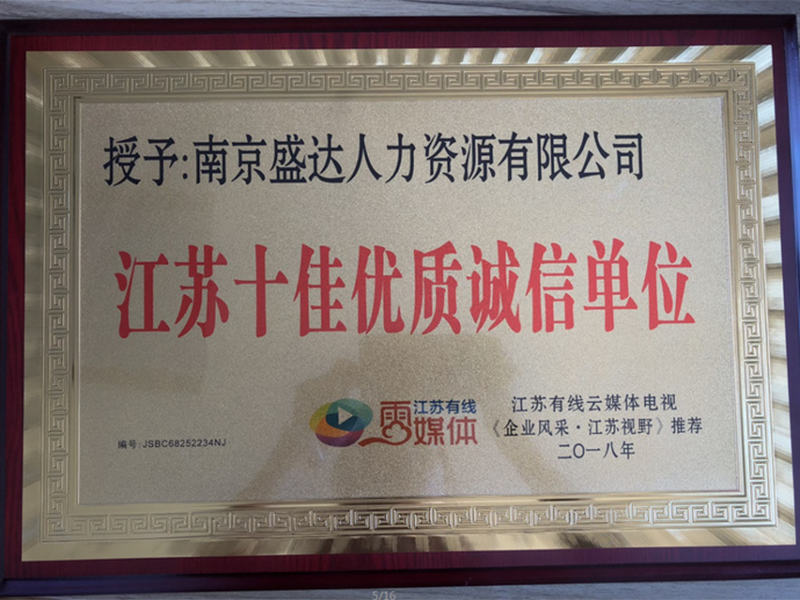 授予:南京盛达人力资源有限公司
江苏十佳优质诚信单位
江苏有线
雲媒体
江苏有线云媒体电视
《企业风采·江苏视野》推荐
二〇一八年
编号:JSBC68252234NJ
5/16